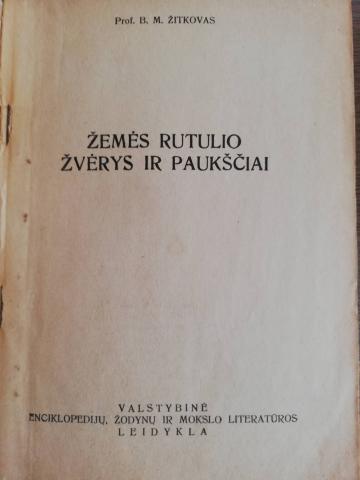 Prof. B. M. ŽITKOVAS
ŽEMĖS RUTULIO
ŽVĖRYS IR PAUKŠČIAI
VALSTYBINĖ
ENCIKLOPEDIJŲ, ŽODYNŲ IR MOKSLO LITERATŪROS
LEIDYKLA